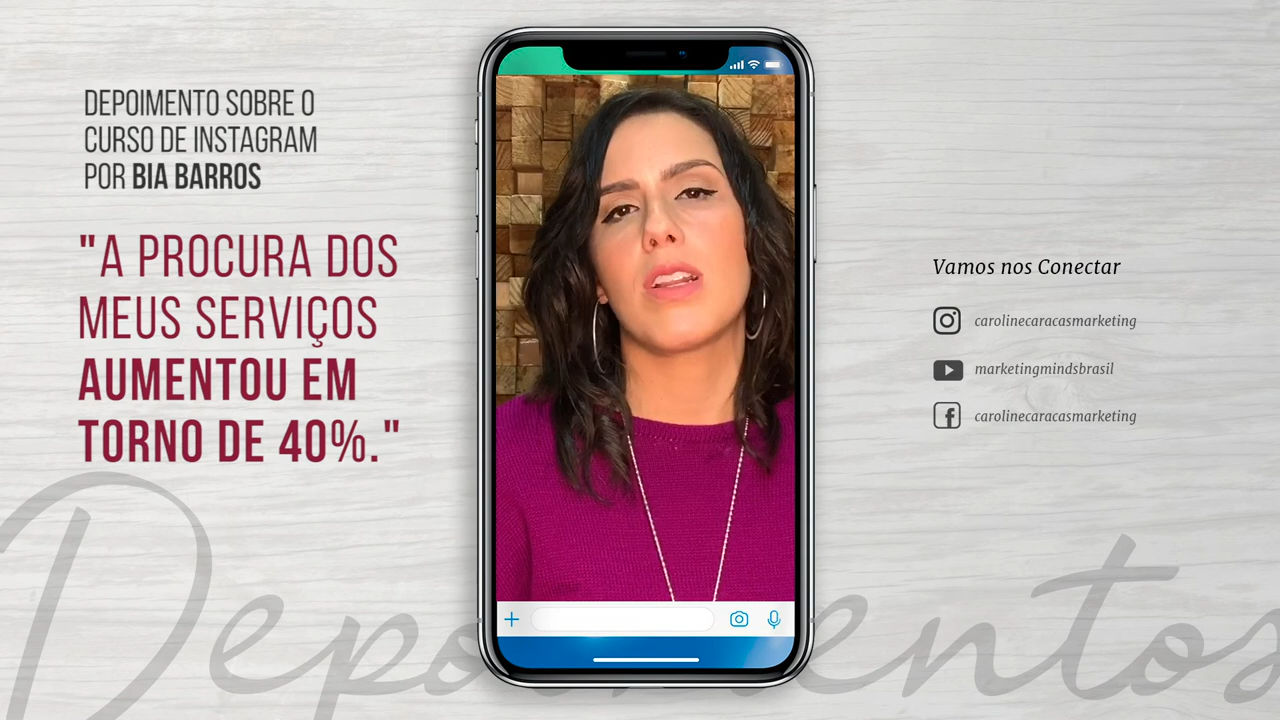 DEPOIMENTO SOBRE O
CURSO DE INSTAGRAM
POR BIA BARROS
"A PROCURA DOS
MEUS SERVIÇOS
AUMENTOU EM
TORNO DE 40%."
Vamos nos Conectar
carolinecaracasmarketing
marketingmindsbrasil
carolinecaracasmarketing
Depoimentos